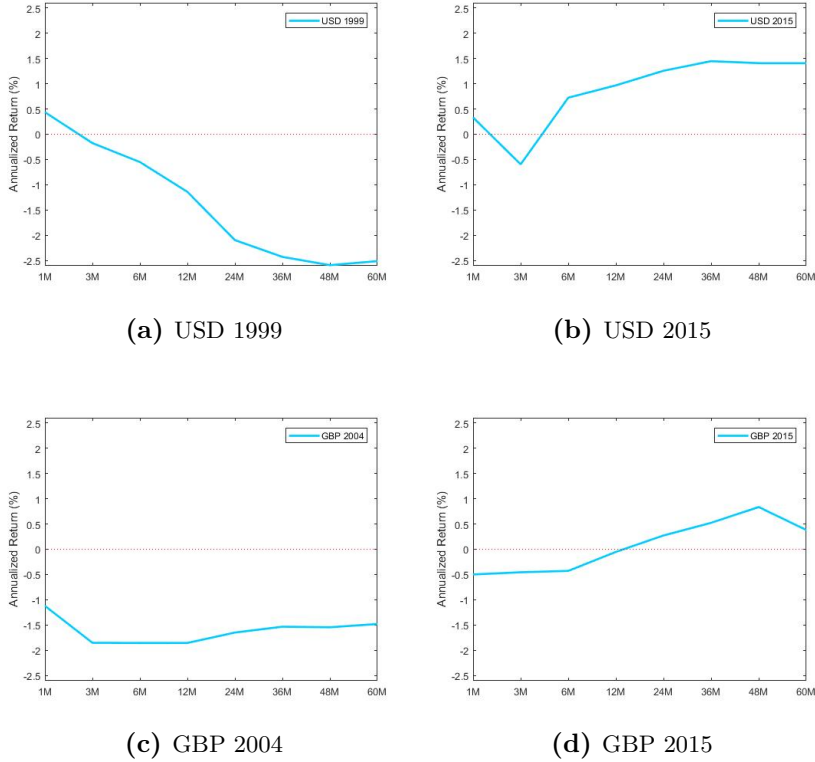 USD 1999
2.5
2
1.5
1
0.5
0
-0.5
-1
-1.5
-2
-2.5
Annualized Return (%)
1M 3M 6M 12M 24M 36M 48M 60M
(a) USD 1999
USD 2015
2.5
2
1.5
1
0.5
0
-0.5
-1
-1.5
-2
-2.5
Annualized Return (%)
1M 3M 6M 12M 24M 36M 48M 60M
(b) USD 2015
GBP 2004
2.5
2
1.5
1
0.5
0
-0.5
-1
-1.5
-2
-2.5
Annualized Return (%)
1M 3M 6M 12M 24M 36M 48M 60M
(c) GBP 2004
GBP 2015
2.5
2
1.5
1
0.5
0
-0.5
-1
-1.5
-2
-2.5
Annualized Return (%)
1M 3M 6M 12M 24M 36M 48M 60M
(d) GBP 2015